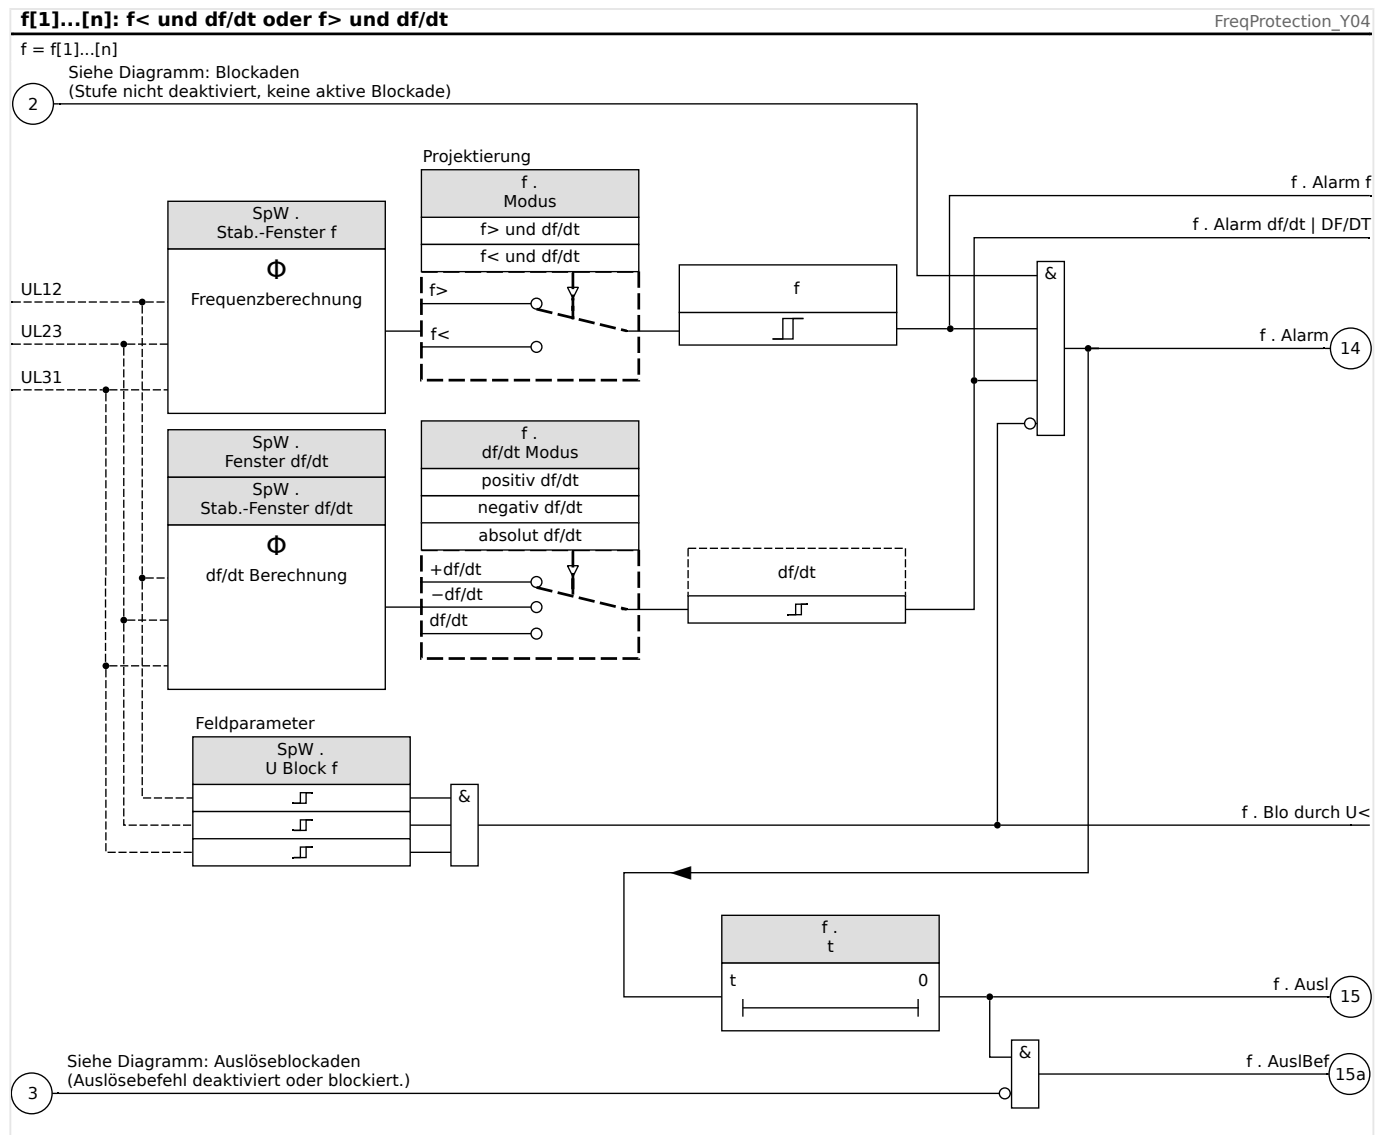 f[1]...[n]: f< und df/dt oder f> und df/dt
FreqProtection_Y04
f = f[1]...[n]
Siehe Diagramm: Blockaden
(Stufe nicht deaktiviert, keine aktive Blockade)
2
Projektierung
f .
Modus
f> und df/dt
f< und df/dt
f>
f<
SpW .
Stab.-Fenster f
Φ
Frequenzberechnung
UL12
UL23
UL31
f
f . Alarm f
f . Alarm df/dt | DF/DT
&
f . Alarm
14
SpW .
Fenster df/dt
SpW .
Stab.-Fenster df/dt
Φ
df/dt Berechnung
f .
df/dt Modus
positiv df/dt
negativ df/dt
absolut df/dt
+df/dt
−df/dt
df/dt
df/dt
Feldparameter
SpW .
U Block f
&
f . Blo durch U<
f .
t
t 0
f . Ausl
15
Siehe Diagramm: Auslöseblockaden
(Auslösebefehl deaktiviert oder blockiert.)
3
&
f . AuslBef
15a